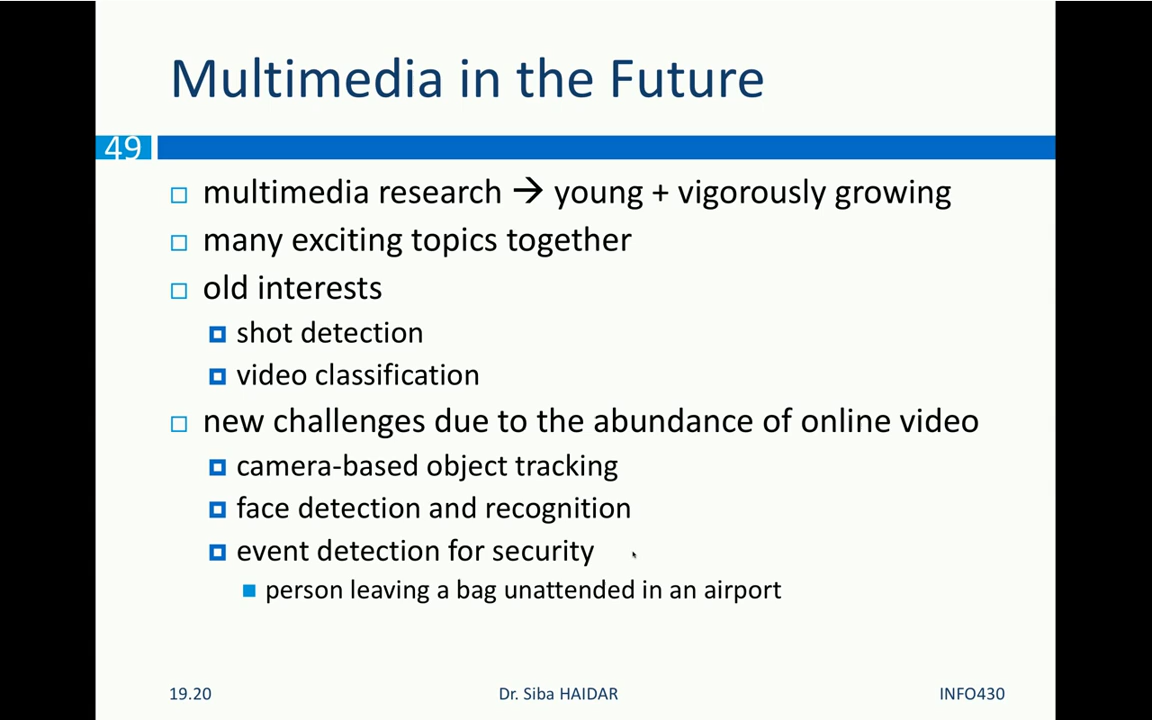 Multimedia in the Future
49
multimedia research → young + vigorously growing
many exciting topics together
old interests
shot detection
video classification
new challenges due to the abundance of online video
camera-based object tracking
face detection and recognition
event detection for security
person leaving a bag unattended in an airport
19.20 Dr. Siba HAIDAR INFO430